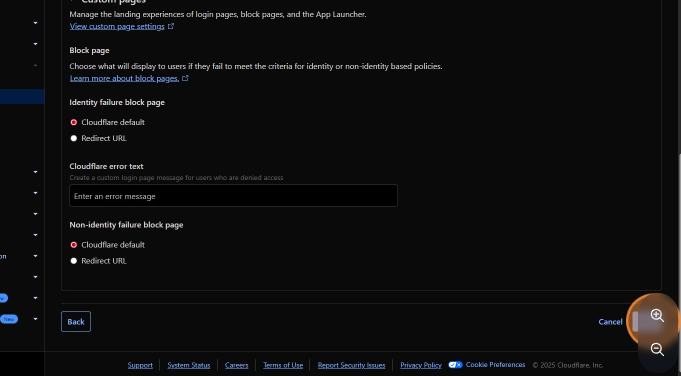 Custom pages
Manage the landing experiences of login pages, block pages, and the App Launcher.
View custom page settings
Block page
Choose what will display to users if they fail to meet the criteria for identity or non-identity based policies.
Learn more about block pages.
Identity failure block page
Cloudflare default
Redirect URL
Cloudflare error text
Create a custom login page message for users who are denied access
Enter an error message
Non-identity failure block page
Cloudflare default
Redirect URL
on
New
Back
Cancel
Support
System Status
Careers
Terms of Use
Report Security Issues
Privacy Policy
Cookie Preferences
© 2025 Cloudflare, Inc.